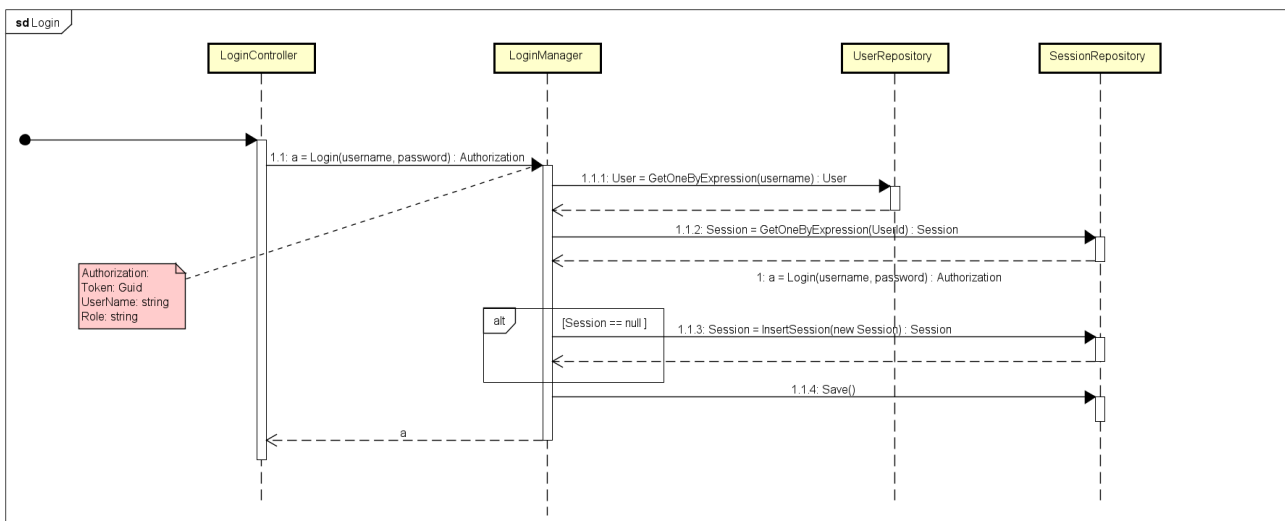 sd Login
LoginController
LoginManager
UserRepository
SessionRepository
1.1: a = Login(username, password) : Authorization
1.1.1: User = GetOneByExpression(username) : User
1.1.2: Session = GetOneByExpression(UserId) : Session
Authorization:
Token: Guid
UserName: string
Role: string
1: a = Login(username, password) : Authorization
alt
[Session == null ]
1.1.3: Session = InsertSession(new Session) : Session
1.1.4: Save()
a